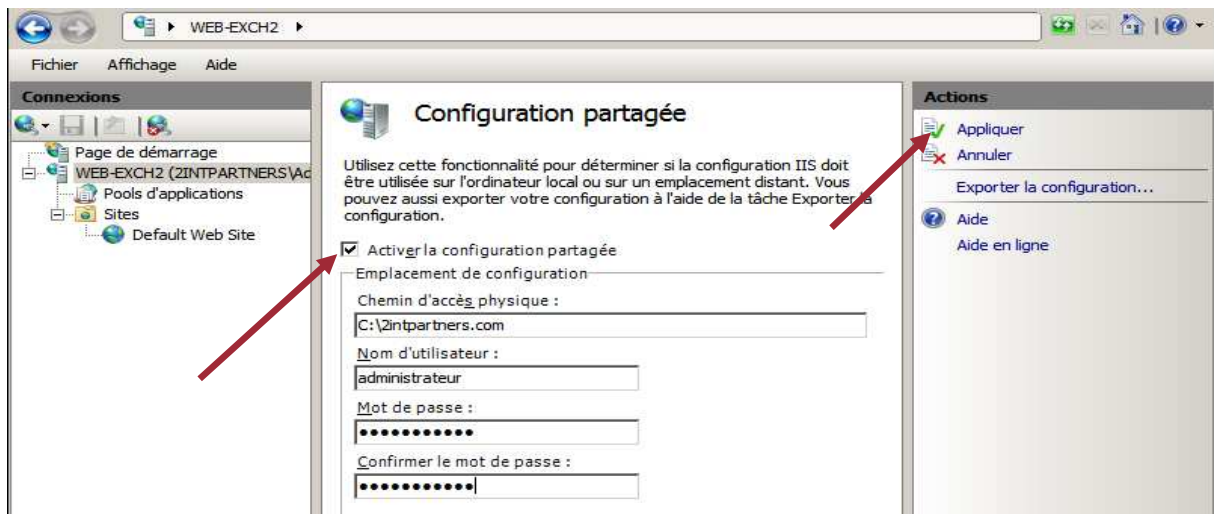 WEB-EXCH2
Fichier Affichage Aide
Connexions
Page de démarrage
WEB-EXCH2 (2INTPARTNERS\Ad
Pools d'applications
Sites
Default Web Site
Configuration partagée
Utilisez cette fonctionnalité pour déterminer si la configuration IIS doit
être utilisée sur l'ordinateur local ou sur un emplacement distant. Vous
pouvez aussi exporter votre configuration à l'aide de la tâche Exporter la
configuration.
Activer la configuration partagée
Emplacement de configuration
Chemin d'accès physique :
C:\2intpartners.com
Nom d'utilisateur :
administrateur
Mot de passe :
•••••••••••
Confirmer le mot de passe :
•••••••••••
Actions
Appliquer
Annuler
Exporter la configuration...
Aide
Aide en ligne